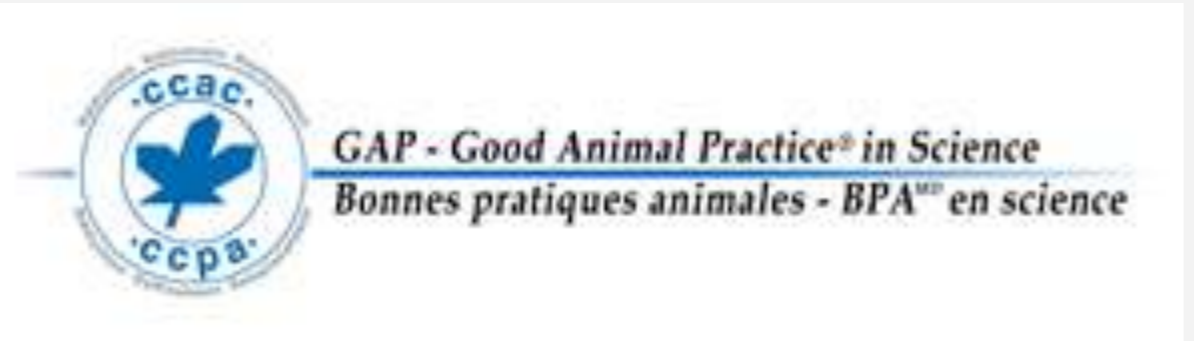 ·ccac·
·ccpa·
GAP - Good Animal Practice® in Science
Bonnes pratiques animales - BPA^MD en science